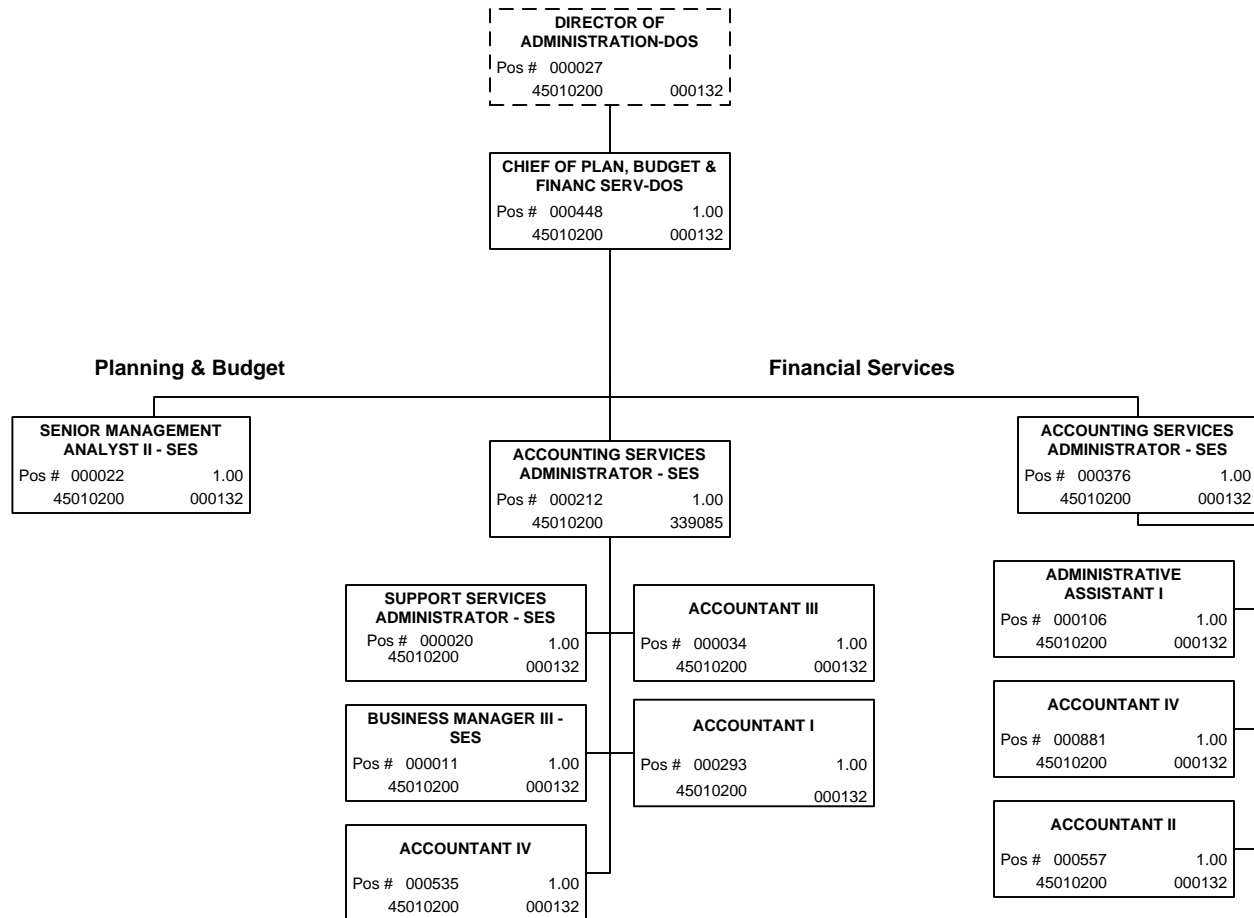 DIRECTOR OF
ADMINISTRATION-DOS
Pos # 000027
45010200 000132
CHIEF OF PLAN, BUDGET &
FINANC SERV-DOS
Pos # 000448 1.00
45010200 000132
Planning & Budget
Financial Services
SENIOR MANAGEMENT
ANALYST II - SES
Pos # 000022 1.00
45010200 000132
ACCOUNTING SERVICES
ADMINISTRATOR - SES
Pos # 000212 1.00
45010200 339085
ACCOUNTING SERVICES
ADMINISTRATOR - SES
Pos # 000376 1.00
45010200 000132
SUPPORT SERVICES
ADMINISTRATOR - SES
Pos # 000020 1.00
45010200 000132
ACCOUNTANT III
Pos # 000034 1.00
45010200 000132
BUSINESS MANAGER III -
SES
Pos # 000011 1.00
45010200 000132
ACCOUNTANT I
Pos # 000293 1.00
45010200 000132
ACCOUNTANT IV
Pos # 000535 1.00
45010200 000132
ADMINISTRATIVE
ASSISTANT I
Pos # 000106 1.00
45010200 000132
ACCOUNTANT IV
Pos # 000881 1.00
45010200 000132
ACCOUNTANT II
Pos # 000557 1.00
45010200 000132